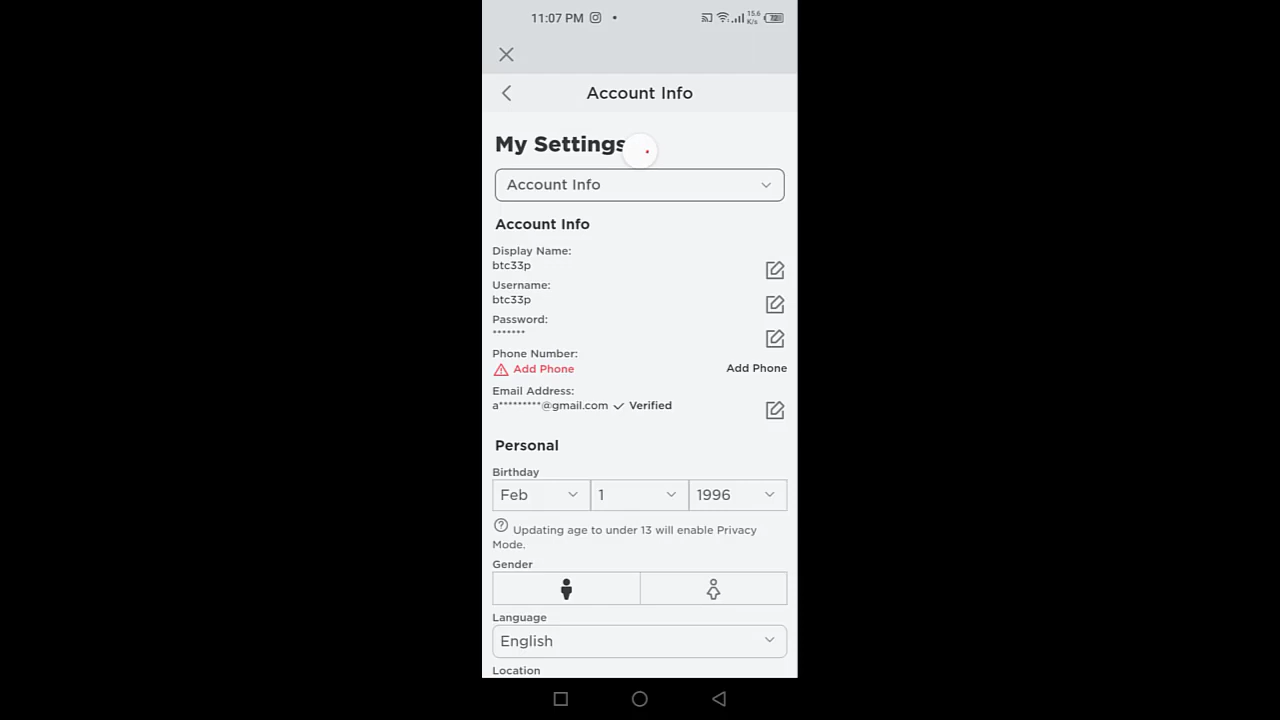 11:07 PM
15.6
K/s
Account Info
My Settings
Account Info
Account Info
Display Name:
btc33p
Username:
btc33p
Password:
*******
Phone Number:
Add Phone
Add Phone
Email Address:
a*********@gmail.com ✓ Verified
Personal
Birthday
Feb 1 1996
Updating age to under 13 will enable Privacy
Mode.
Gender
Language
English
Location